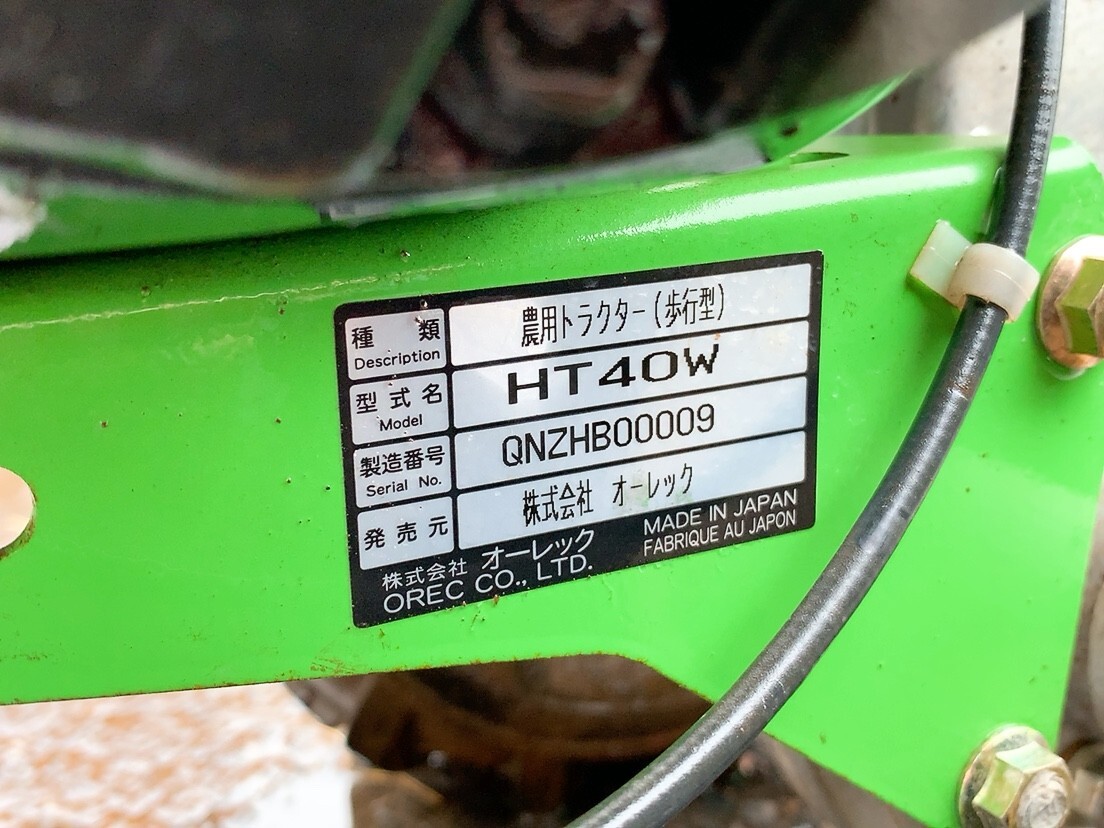 種類 農用トラクター(歩行型)
Description
型式名 HT40W
Model
製造番号 QNZHB00009
Serial No.
発売元 株式会社 オーレック
株式会社 オーレック MADE IN JAPAN
OREC CO., LTD. FABRIQUE AU JAPON